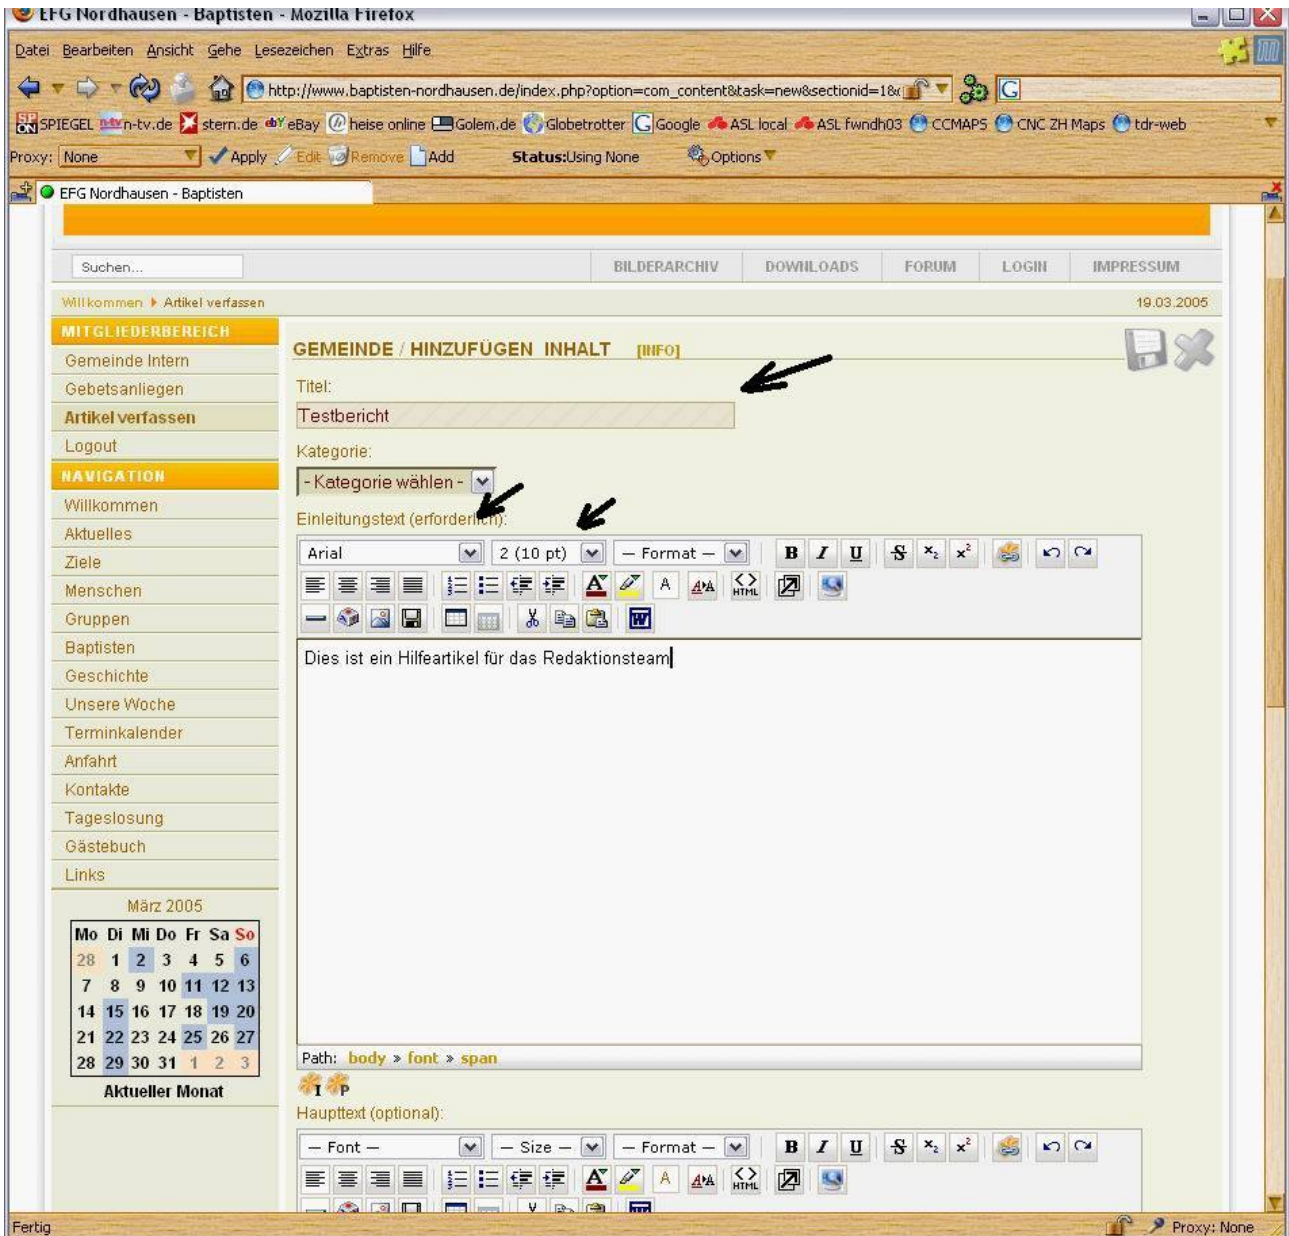 EFG Nordhausen - Baptisten - Mozilla Firefox
Datei Bearbeiten Ansicht Gehe Lesezeichen Extras Hilfe
http://www.baptisten-nordhausen.de/index.php?option=com_content&task=new&sectionid=1&
SPIEGEL n-tv n-tv.de stern.de eBay heise online Golem.de Globetrotter Google ASL local ASL fwndh03 CCMAPS CNC ZH Maps tdr-web
Proxy: None Apply Edit Remove Add Status:Using None Options
EFG Nordhausen - Baptisten
Suchen... BILDERARCHIV DOWNLOADS FORUM LOGIN IMPRESSUM
Willkommen Artikel verfassen 19.03.2005
MITGLIEDERBEREICH
Gemeinde Intern
Gebetsanliegen
Artikel verfassen
Logout
NAVIGATION
Willkommen
Aktuelles
Ziele
Menschen
Gruppen
Baptisten
Geschichte
Unsere Woche
Terminkalender
Anfahrt
Kontakte
Tageslosung
Gästebuch
Links
März 2005
Mo Di Mi Do Fr Sa So
28 1 2 3 4 5 6
7 8 9 10 11 12 13
14 15 16 17 18 19 20
21 22 23 24 25 26 27
28 29 30 31 1 2 3
Aktueller Monat
GEMEINDE / HINZUFÜGEN INHALT [INFO]
Titel:
Testbericht
Kategorie:
- Kategorie wählen -
Einleitungstext (erforderlich):
Arial 2 (10 pt) — Format — B I U S x₂ x²
A A A HTML
W
Dies ist ein Hilfeartikel für das Redaktionsteam
Path: body » font » span
I P
Haupttext (optional):
— Font — — Size — — Format — B I U S x₂ x²
A A A HTML
Fertig Proxy: None